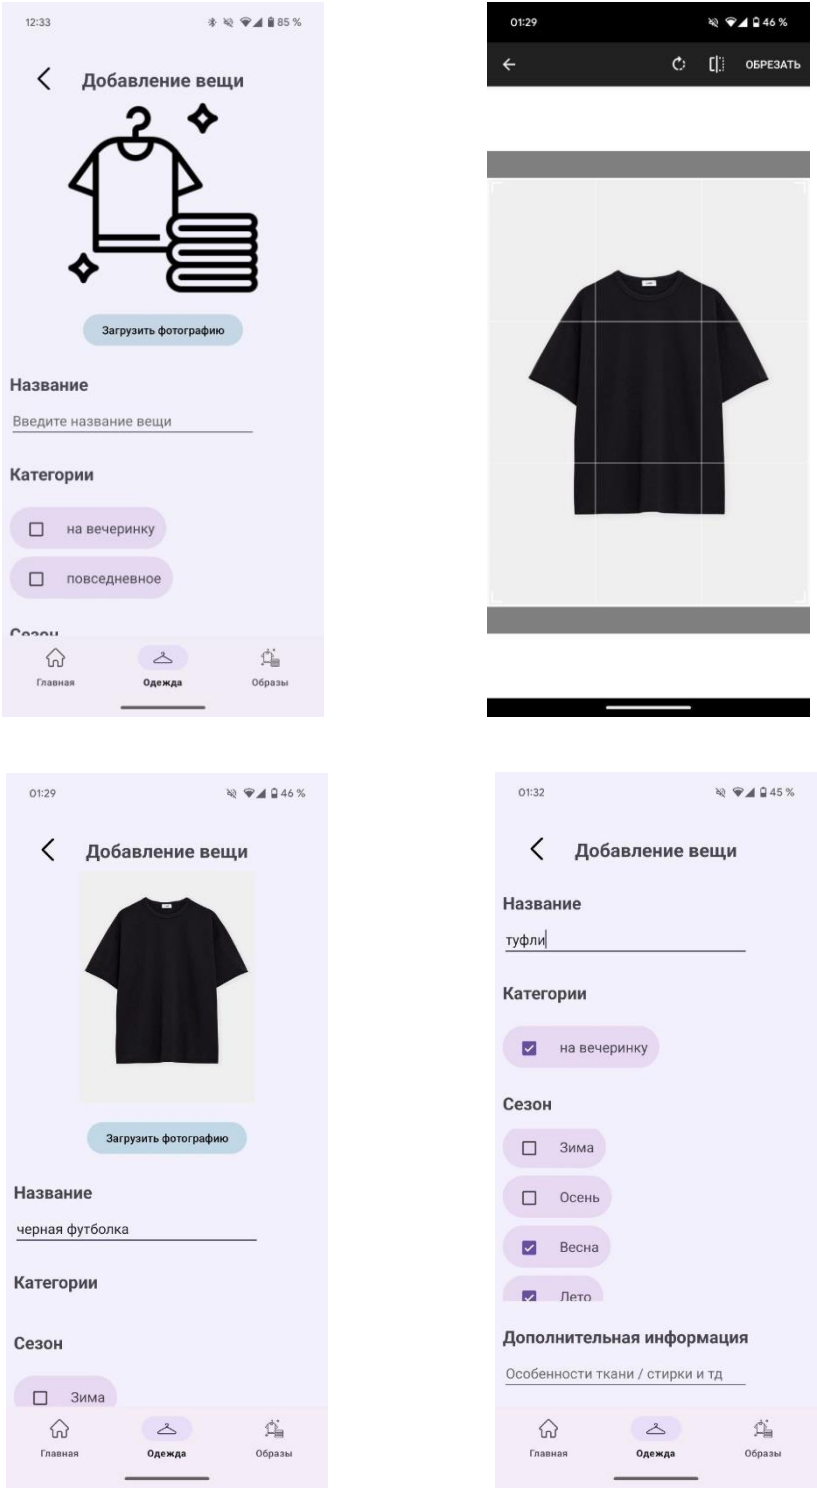 12:33
85 %
Добавление вещи
Загрузить фотографию
Название
Введите название вещи
Категории
на вечеринку
повседневное
Сезон
Главная
Одежда
Образы
01:29
46 %
ОБРЕЗАТЬ
01:29
46 %
Добавление вещи
Загрузить фотографию
Название
черная футболка
Категории
Сезон
Зима
Главная
Одежда
Образы
01:32
45 %
Добавление вещи
Название
туфли
Категории
на вечеринку
Сезон
Зима
Осень
Весна
Лето
Дополнительная информация
Особенности ткани / стирки и тд
Главная
Одежда
Образы